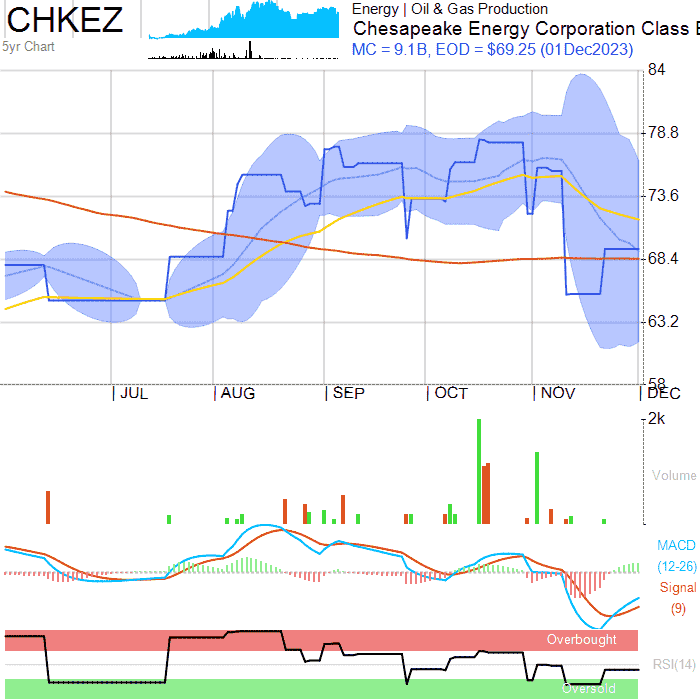 CHKEZ
5yr Chart
Energy | Oil & Gas Production
Chesapeake Energy Corporation Class B
MC = 9.1B, EOD = $69.25 (01Dec2023)
84
78.8
73.6
68.4
63.2
58
JUL AUG SEP OCT NOV DEC
2k
Volume
MACD
(12-26)
Signal
(9)
Overbought
RSI(14)
Oversold